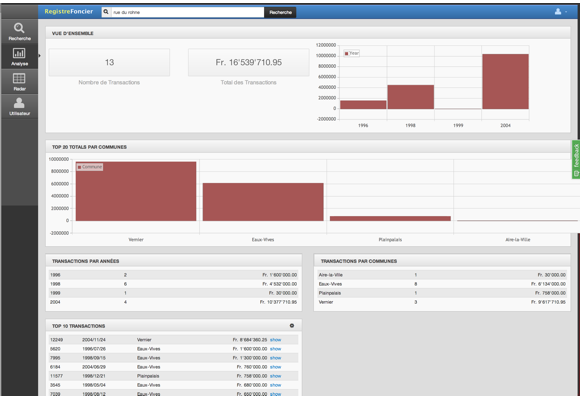 RegistreFoncier
rue du rohne
Recherche
Recherche
Analyse
Radar
Utilisateur
VUE D'ENSEMBLE
13
Nombre de Transactions
Fr. 16'539'710.95
Total des Transactions
12000000
10000000
8000000
6000000
4000000
2000000
0
-2000000
Year
1996
1998
1999
2004
TOP 20 TOTALS PAR COMMUNES
10000000
8000000
6000000
4000000
2000000
0
-2000000
Commune
Vernier
Eaux-Vives
Plainpalais
Aire-la-Ville
Feedback
TRANSACTIONS PAR ANNÉES
1996 2 Fr. 1'600'000.00
1998 6 Fr. 4'532'000.00
1999 1 Fr. 30'000.00
2004 4 Fr. 10'377'710.95
TRANSACTIONS PAR COMMUNES
Aire-la-Ville 1 Fr. 30'000.00
Eaux-Vives 8 Fr. 6'134'000.00
Plainpalais 1 Fr. 758'000.00
Vernier 3 Fr. 9'617'710.95
TOP 10 TRANSACTIONS
12249 2004/11/24 Vernier Fr. 8'684'360.25 show
5620 1996/07/26 Eaux-Vives Fr. 1'600'000.00 show
7895 1998/09/10 Eaux-Vives Fr. 1'300'000.00 show
6184 2004/06/29 Eaux-Vives Fr. 760'000.00 show
11577 1998/12/21 Plainpalais Fr. 758'000.00 show
3545 1998/05/04 Eaux-Vives Fr. 680'000.00 show
7039 1998/08/12 Eaux-Vives Fr. 650'000.00 show